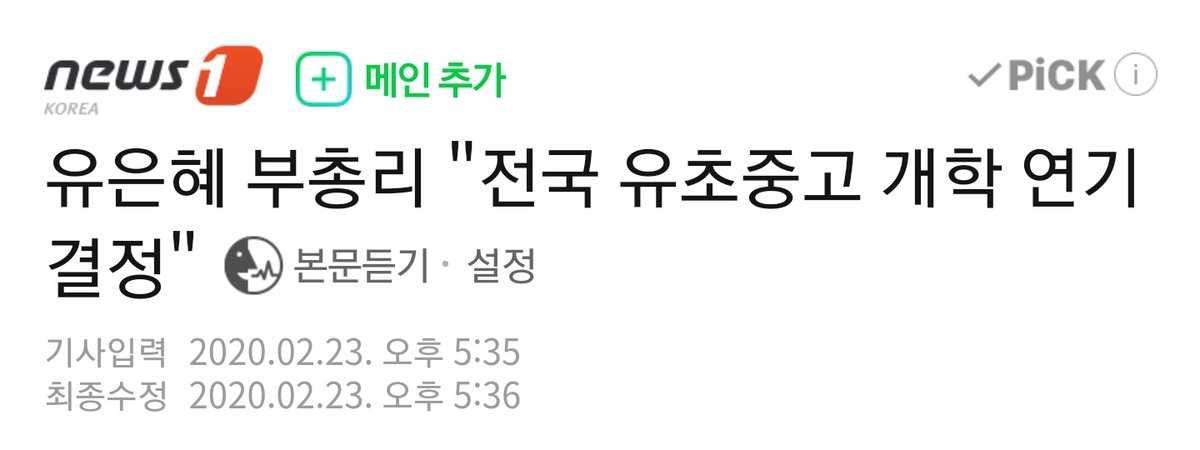 news1 메인 추가 PiCK i
KOREA
유은혜 부총리 "전국 유초중고 개학 연기
결정" 본문듣기 · 설정
기사입력 2020.02.23. 오후 5:35
최종수정 2020.02.23. 오후 5:36